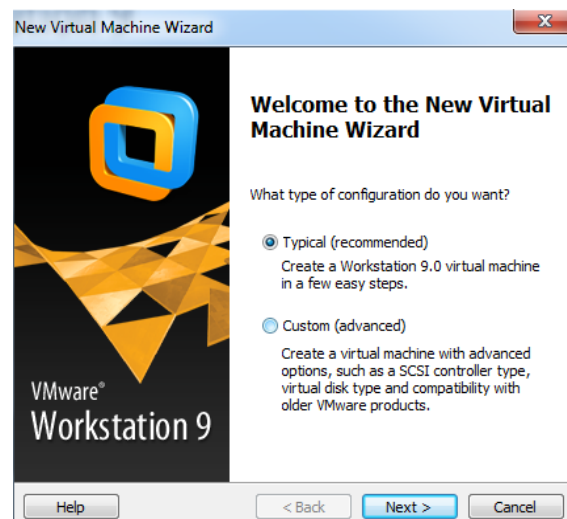 New Virtual Machine Wizard
x
Welcome to the New Virtual
Machine Wizard
What type of configuration do you want?
Typical (recommended)
Create a Workstation 9.0 virtual machine
in a few easy steps.
Custom (advanced)
Create a virtual machine with advanced
options, such as a SCSI controller type,
virtual disk type and compatibility with
older VMware products.
VMware®
Workstation 9
Help
< Back
Next >
Cancel